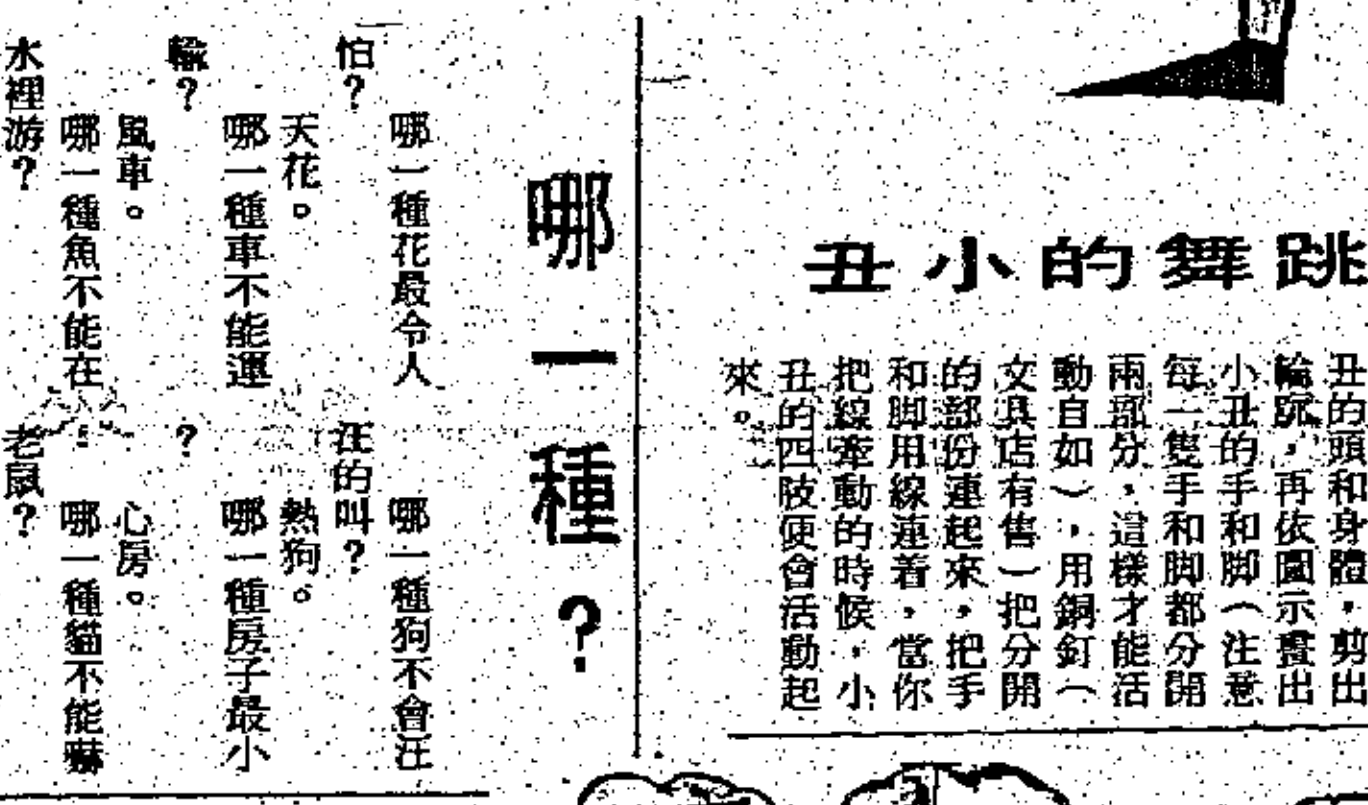 跳舞的小丑
丑的頭和身體,剪出
輪廓,再依圖示畫出
小丑的手和脚(注意
每一隻手和脚都分開
兩部分,這樣才能活
動自如),用銅釘(
文具店有售)把分開
的部份連起來,把手
和脚用線連着,當你
把線牽動的時候,小
丑的四肢便會活動起
來。
哪一種?
哪一種花最令人
怕?
天花。
哪一種車不能運
輸?
風車。
哪一種魚不能在
水裡游?
哪一種狗不會汪
汪的叫?
熱狗。
哪一種房子最小
?
心房。
哪一種貓不能嚇
老鼠?